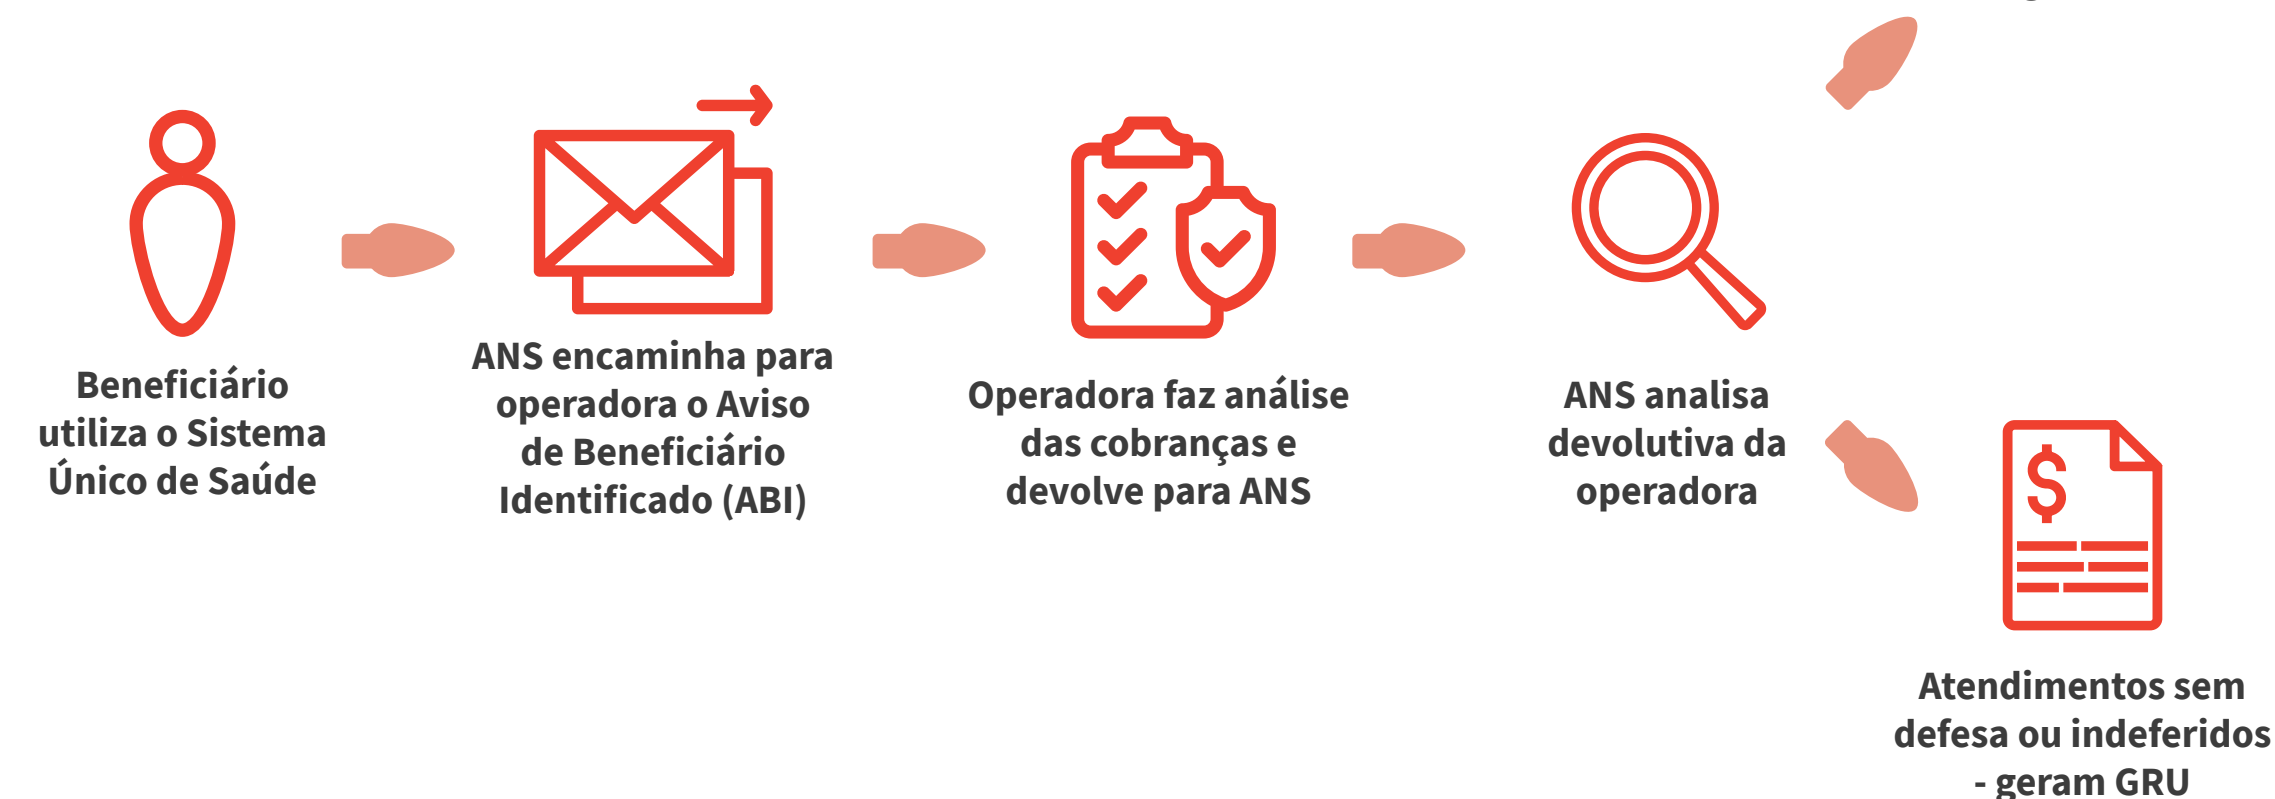 Beneficiário
utiliza o Sistema
Único de Saúde
ANS encaminha para
operadora o Aviso
de Beneficiário
Identificado (ABI)
Operadora faz análise
das cobranças e
devolve para ANS
ANS analisa
devolutiva da
operadora
$
Atendimentos sem
defesa ou indeferidos
- geram GRU